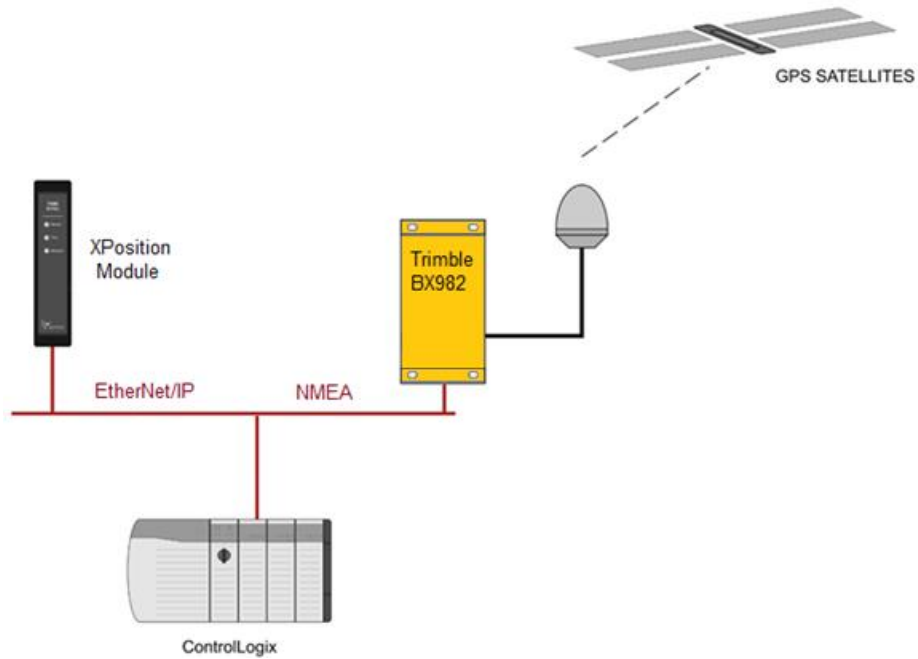 GPS SATELLITES
XPosition
Module
Trimble
BX982
EtherNet/IP
NMEA
ControlLogix